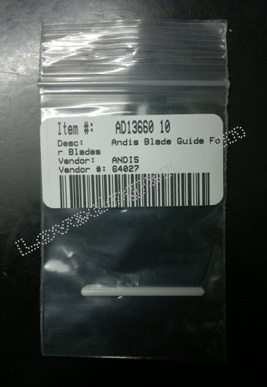 Item #: AD13660 10
Desc: Andis Blade Guide Fo
r Blades
Vendor: ANDIS
Vendor #: 64027